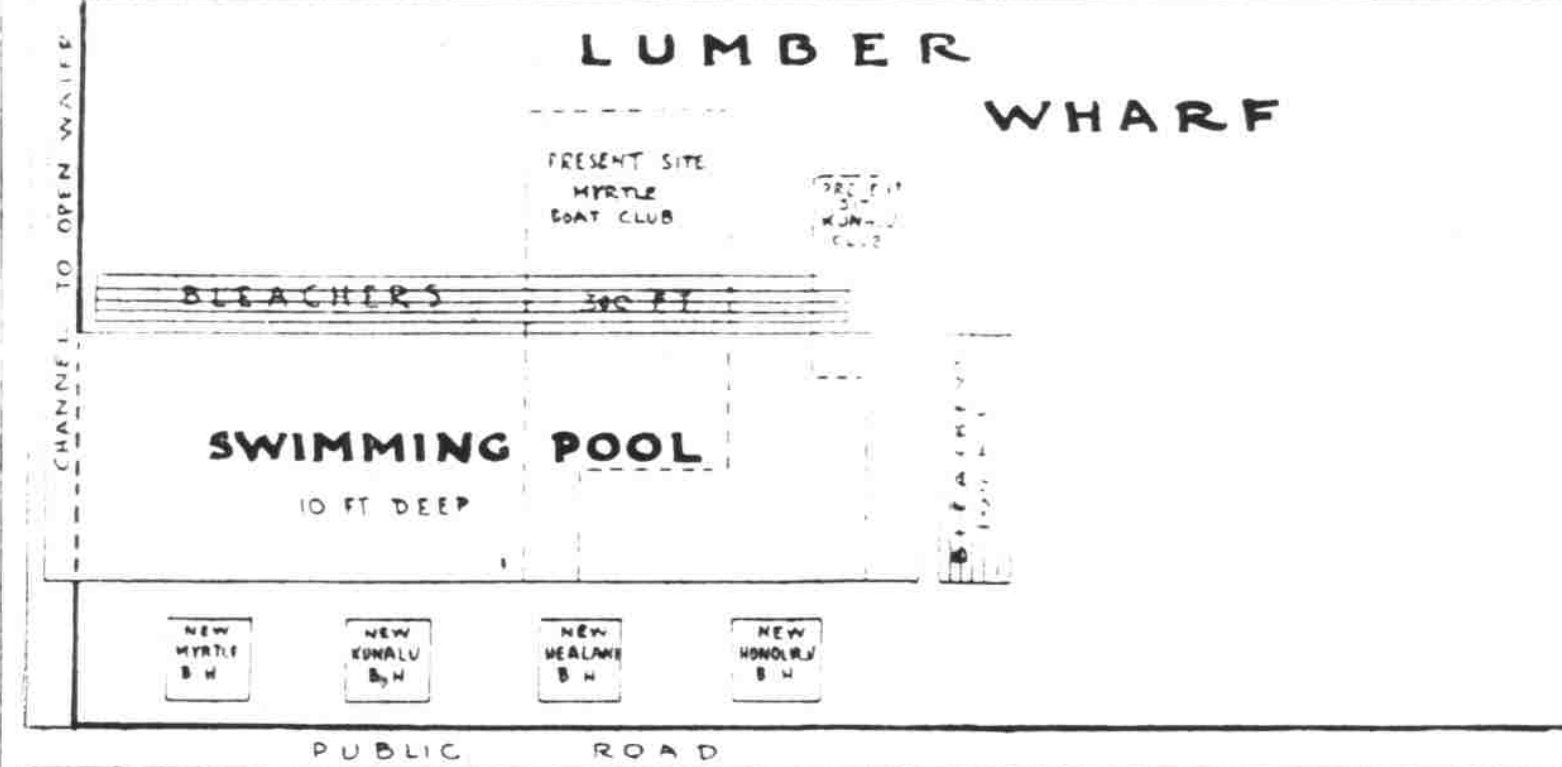 LUMBER
WHARF
CHANNEL TO OPEN WATER
PRESENT SITE
MYRTLE
BOAT CLUB
CLUB
BLEACHERS
SWIMMING POOL
10 FT DEEP
NEW
MYRTLE
B H
NEW
KUNALU
B H
NEW
HEALANI
B H
NEW
HONOLULU
B H
PUBLIC ROAD